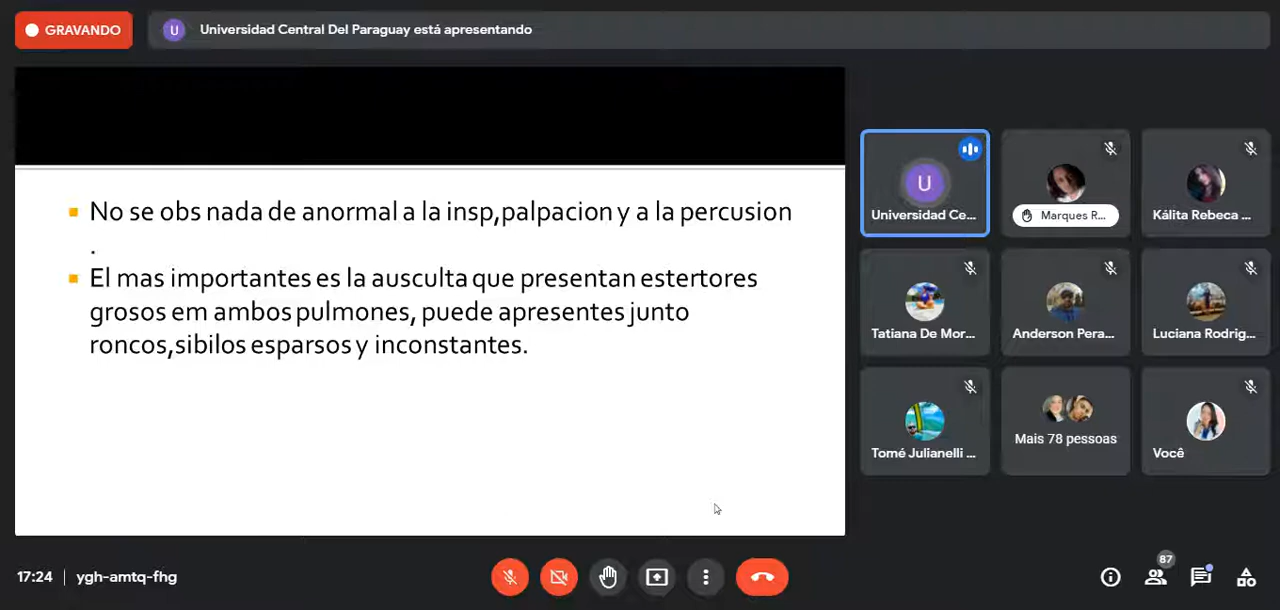 GRAVANDO
U
Universidad Central Del Paraguay está apresentando
No se obs nada de anormal a la insp,palpacion y a la percusion
.
El mas importantes es la ausculta que presentan estertores
grosos em ambos pulmones, puede apresentes junto
roncos,sibilos esparsos y inconstantes.
U
Universidad Ce...
Marques R...
Kálita Rebeca ...
Tatiana De Mor...
Anderson Pera...
Luciana Rodrig...
Tomé Julianelli ...
Mais 78 pessoas
Você
17:24 | ygh-amtq-fhg
87